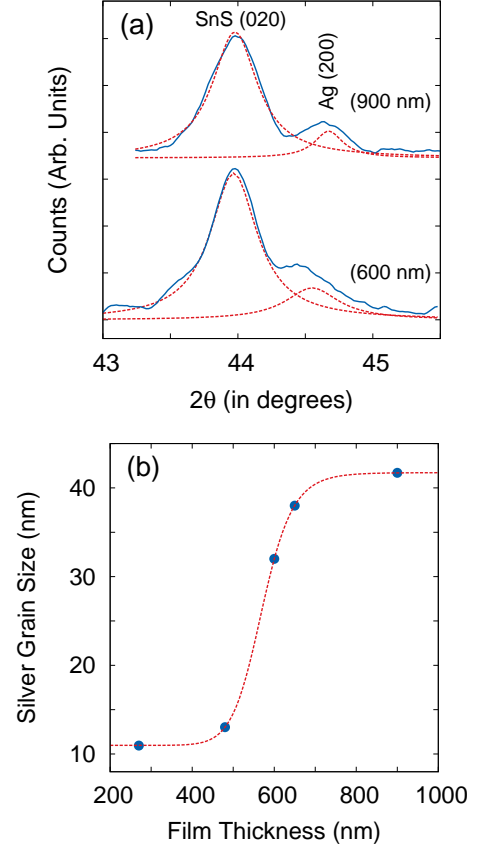 (a)
SnS (020)
Ag (200)
(900 nm)
(600 nm)
Counts (Arb. Units)
43
44
45
2θ (in degrees)
(b)
Silver Grain Size (nm)
40
30
20
10
200
400
600
800
1000
Film Thickness (nm)